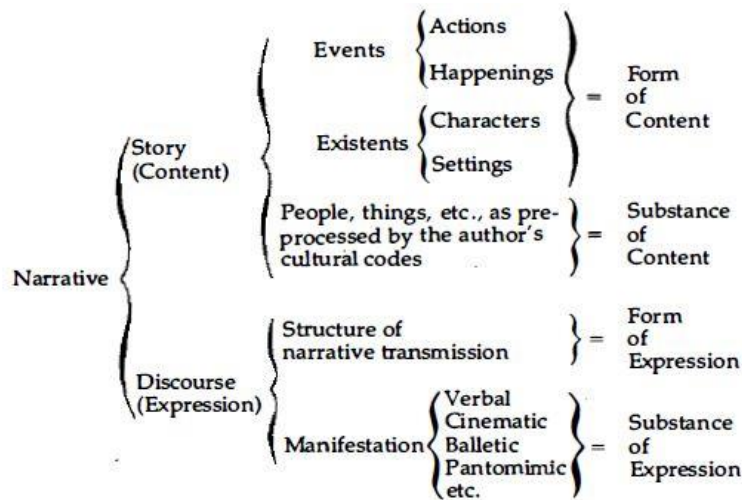 Actions
Events
Happenings
= Form
of
Content
Characters
Existents
Settings
Story
(Content)
People, things, etc., as pre-
processed by the author's
cultural codes
= Substance
of
Content
Narrative
Structure of
narrative transmission
= Form
of
Expression
Discourse
(Expression)
Manifestation
Verbal
Cinematic
Balletic
Pantomimic
etc.
= Substance
of
Expression